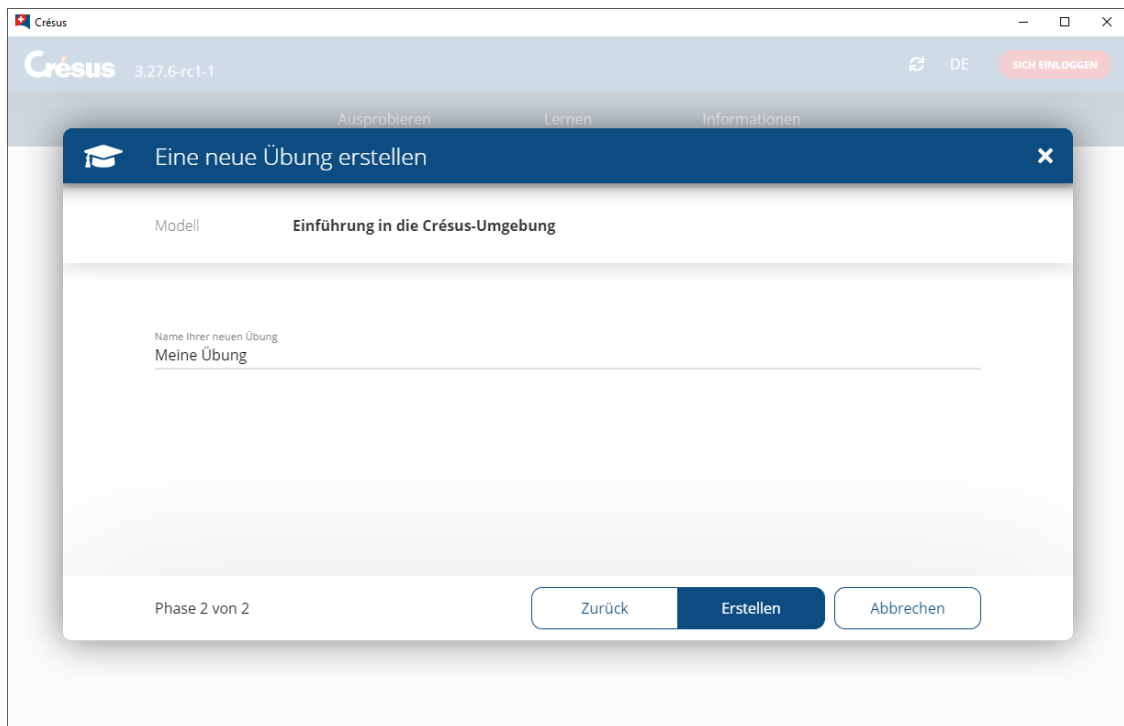 Crésus
Crésus 3.27.6-rc1-1 DE SICH EINLOGGEN
Ausprobieren Lernen Informationen
Eine neue Übung erstellen
Modell Einführung in die Crésus-Umgebung
Name Ihrer neuen Übung
Meine Übung
Phase 2 von 2 Zurück Erstellen Abbrechen